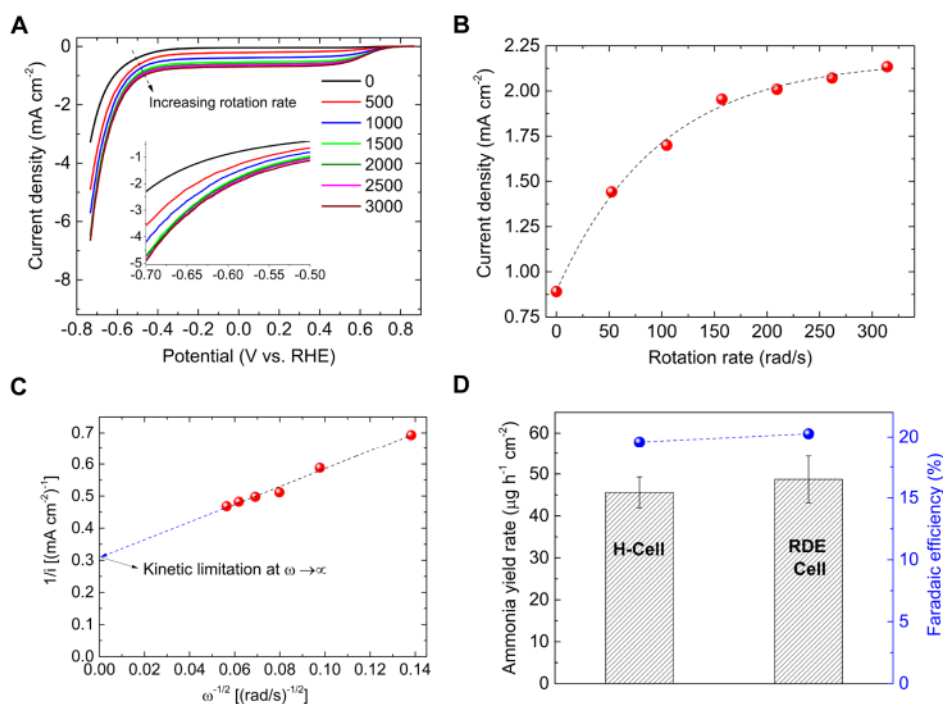 A
Current density (mA cm⁻²)
0
-2
-4
-6
-8
-0.8 -0.6 -0.4 -0.2 0.0 0.2 0.4 0.6 0.8
Potential (V vs. RHE)
Increasing rotation rate
0
500
1000
1500
2000
2500
3000
-1
-2
-3
-4
-5
-0.70 -0.65 -0.60 -0.55 -0.50
B
Current density (mA cm⁻²)
2.25
2.00
1.75
1.50
1.25
1.00
0.75
0 50 100 150 200 250 300
Rotation rate (rad/s)
C
1/i [(mA cm⁻²)⁻¹]
0.7
0.6
0.5
0.4
0.3
0.2
0.1
0.0
0.00 0.02 0.04 0.06 0.08 0.10 0.12 0.14
ω⁻¹/² [(rad/s)⁻¹/²]
Kinetic limitation at ω →∞
D
Ammonia yield rate (μg h⁻¹ cm⁻²)
60
50
40
30
20
10
0
H-Cell
RDE
Cell
20
15
10
5
0
Faradaic efficiency (%)